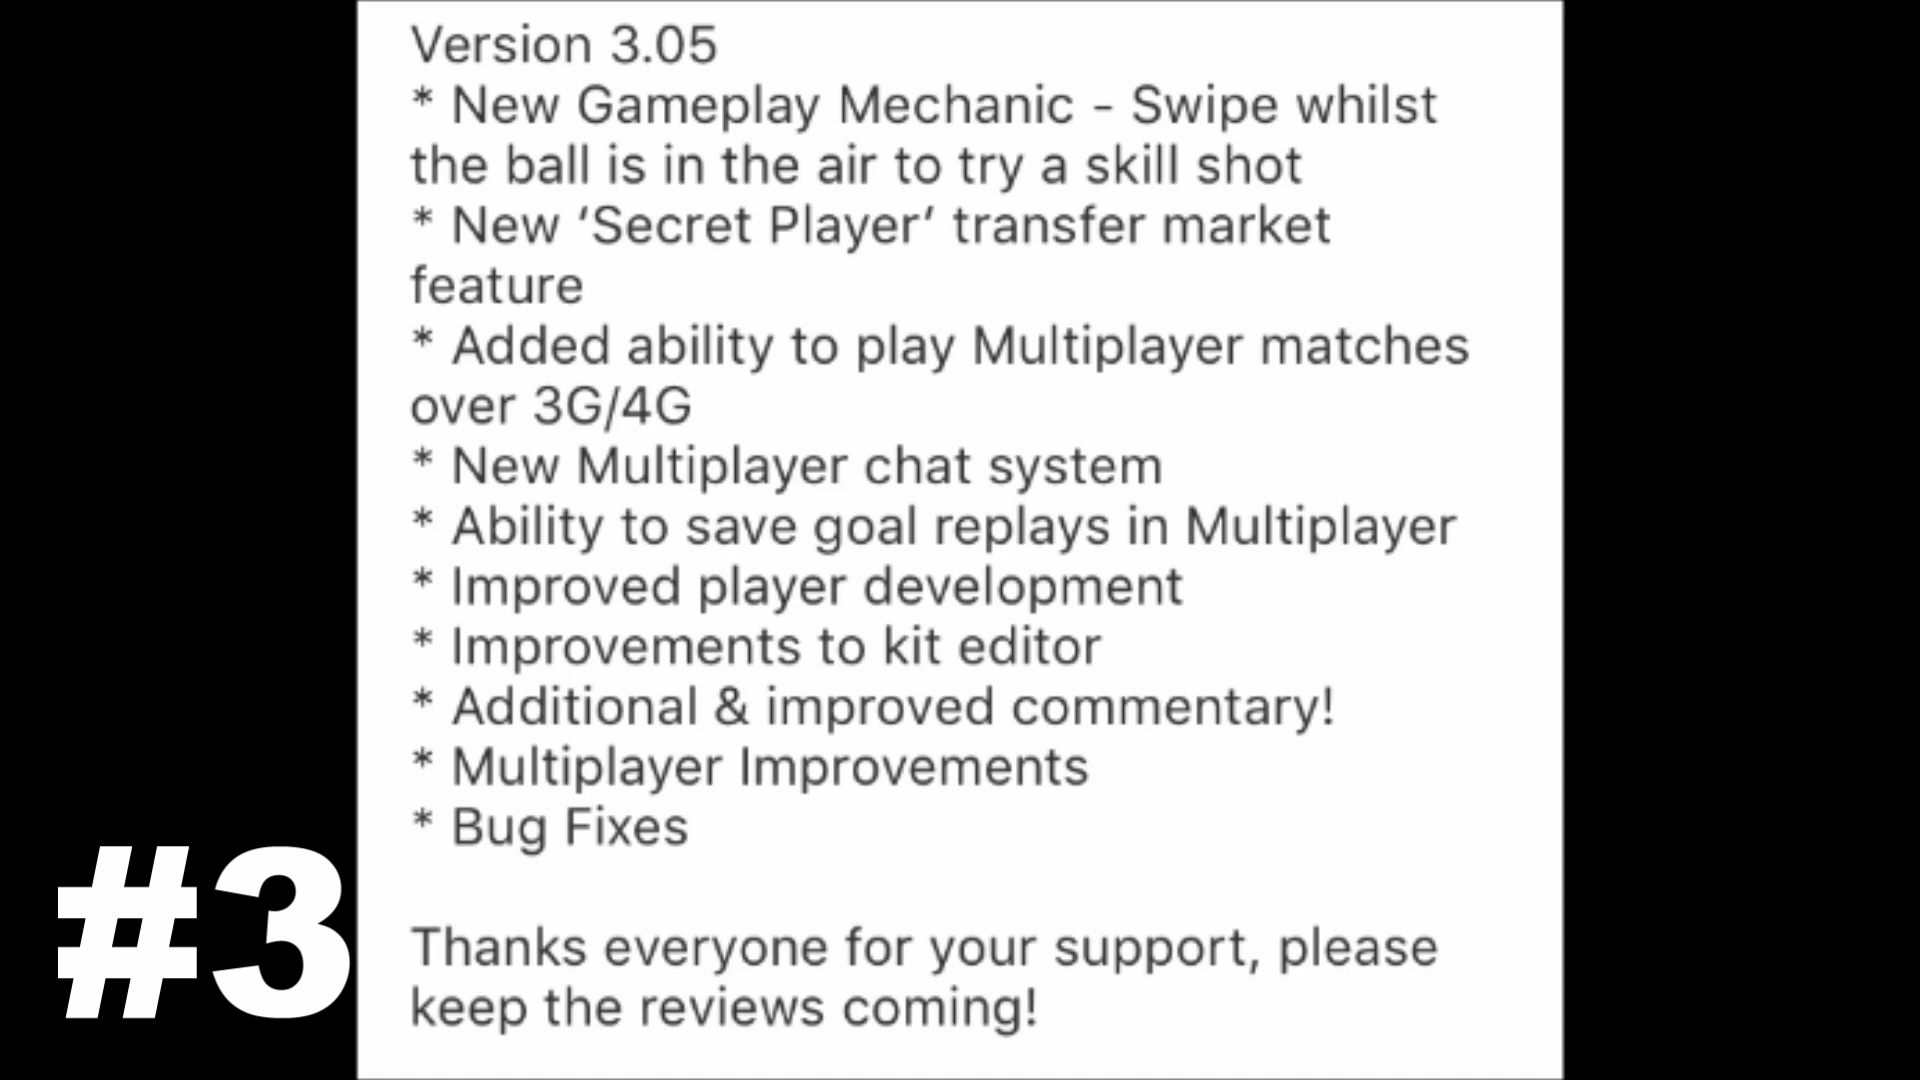 Version 3.05
* New Gameplay Mechanic - Swipe whilst
the ball is in the air to try a skill shot
* New ‘Secret Player’ transfer market
feature
* Added ability to play Multiplayer matches
over 3G/4G
* New Multiplayer chat system
* Ability to save goal replays in Multiplayer
* Improved player development
* Improvements to kit editor
* Additional & improved commentary!
* Multiplayer Improvements
* Bug Fixes
Thanks everyone for your support, please
keep the reviews coming!
#3